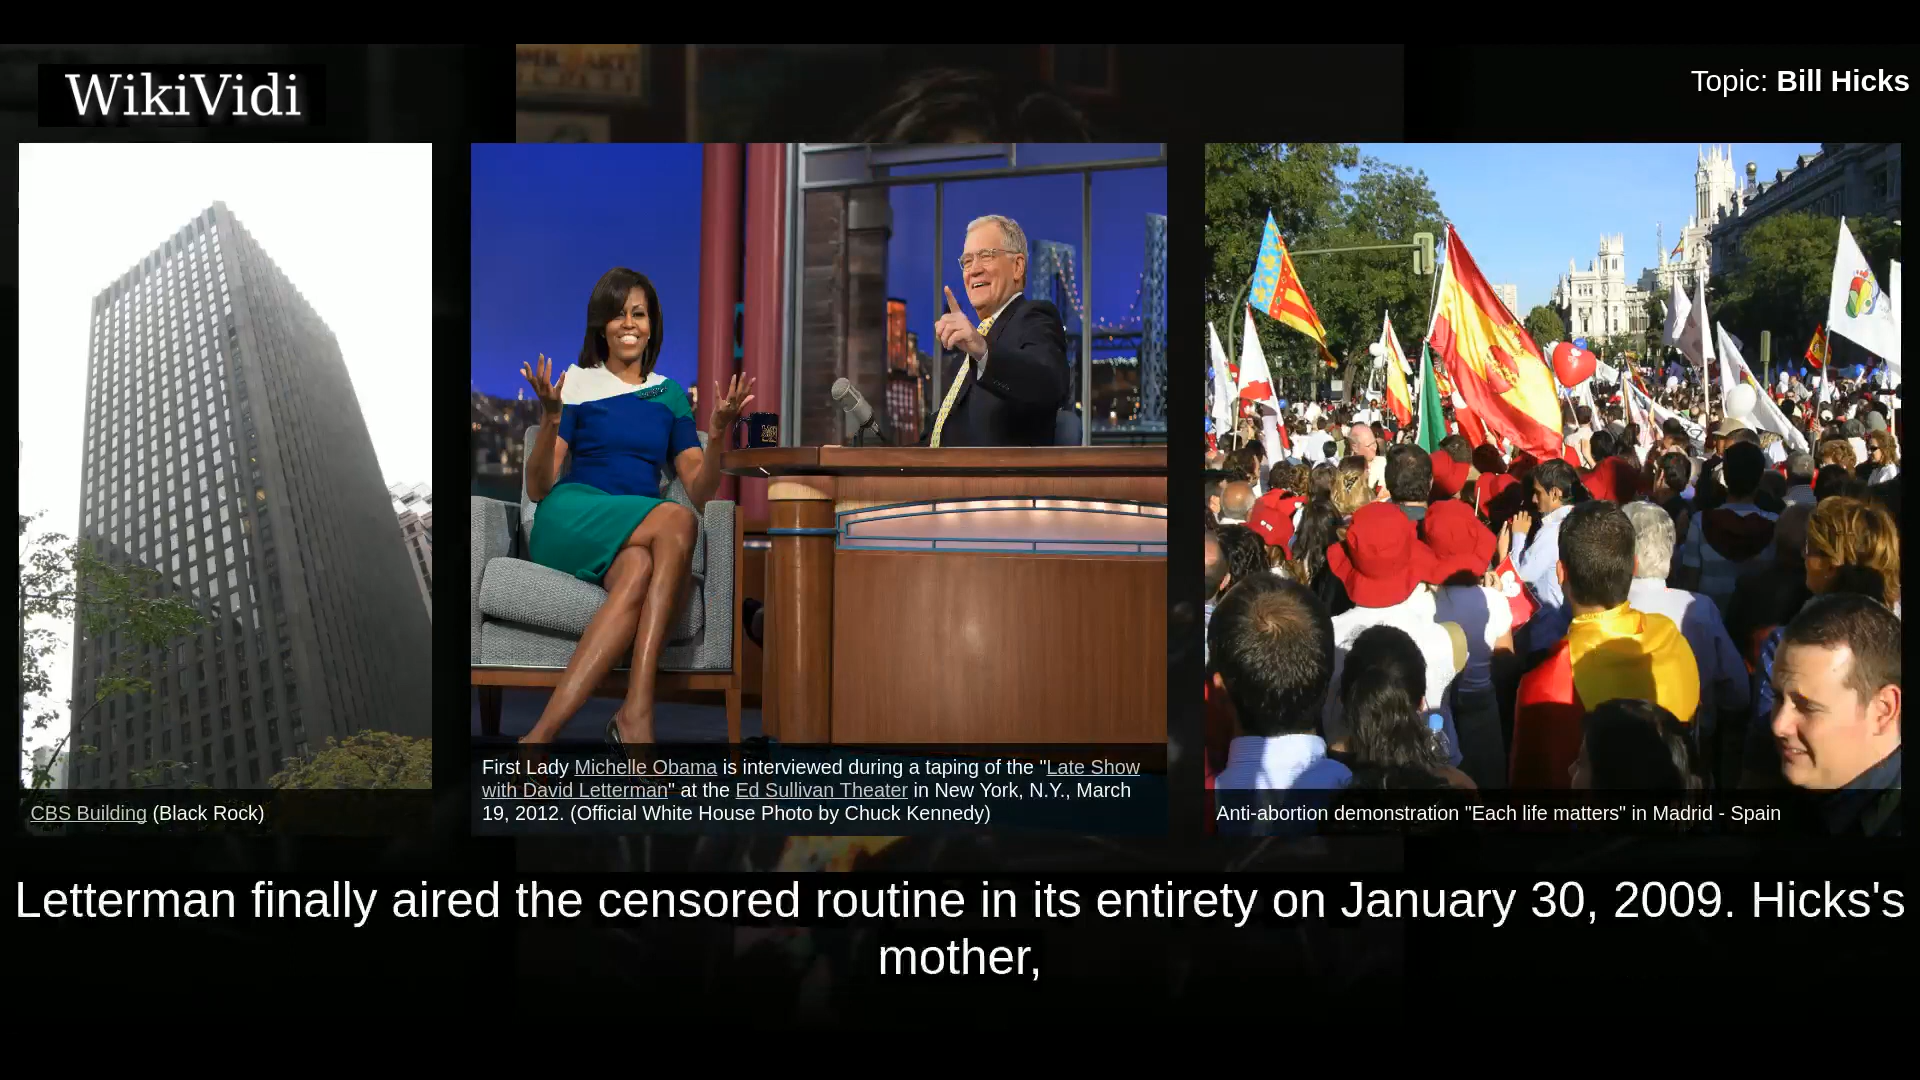 WikiVidi
Topic: Bill Hicks
CBS Building (Black Rock)
First Lady Michelle Obama is interviewed during a taping of the "Late Show
with David Letterman" at the Ed Sullivan Theater in New York, N.Y., March
19, 2012. (Official White House Photo by Chuck Kennedy)
Anti-abortion demonstration "Each life matters" in Madrid - Spain
Letterman finally aired the censored routine in its entirety on January 30, 2009. Hicks's
mother,